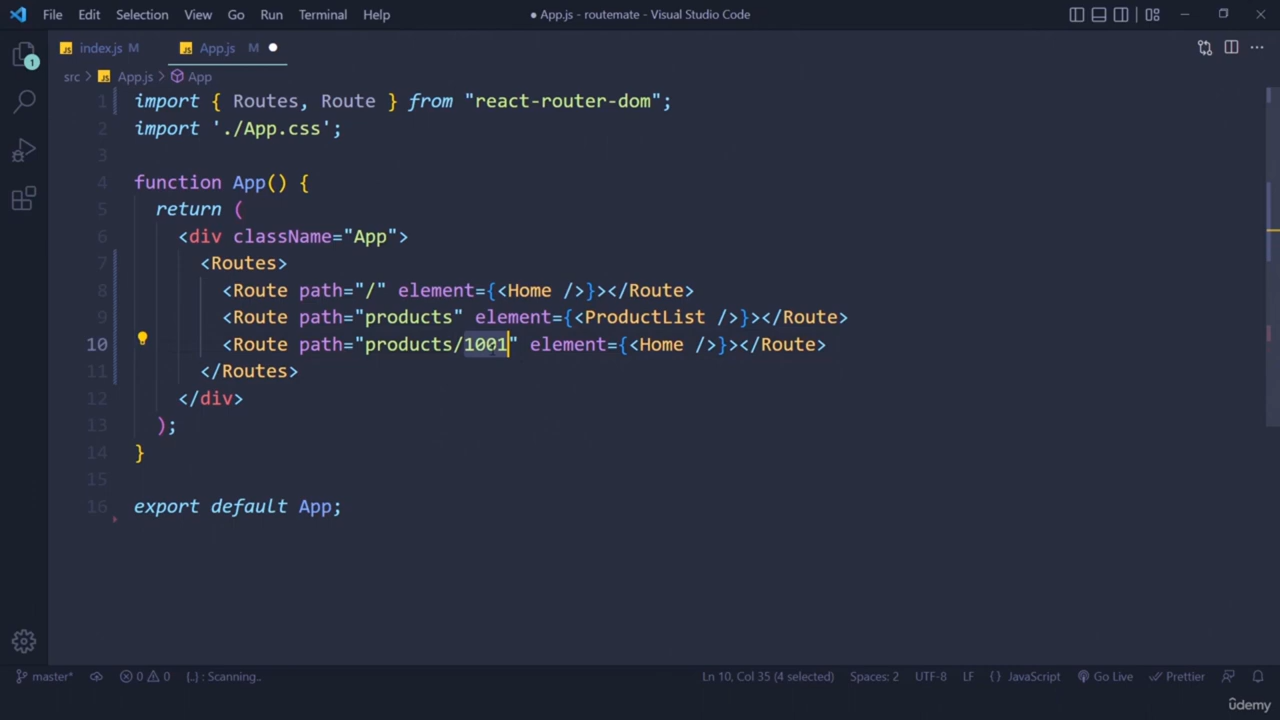 File Edit Selection View Go Run Terminal Help ● App.js - routemate - Visual Studio Code
JS index.js M JS App.js M ●
1
src > JS App.js > App
1 import { Routes, Route } from "react-router-dom";
2 import './App.css';
3
4 function App() {
5 return (
6 <div className="App">
7 <Routes>
8 <Route path="/" element={<Home />}></Route>
9 <Route path="products" element={<ProductList />}></Route>
10 <Route path="products/1001" element={<Home />}></Route>
11 </Routes>
12 </div>
13 );
14 }
15
16 export default App;
master* 0 0 {..} : Scanning.. Ln 10, Col 35 (4 selected) Spaces: 2 UTF-8 LF {} JavaScript Go Live Prettier
ûdemy